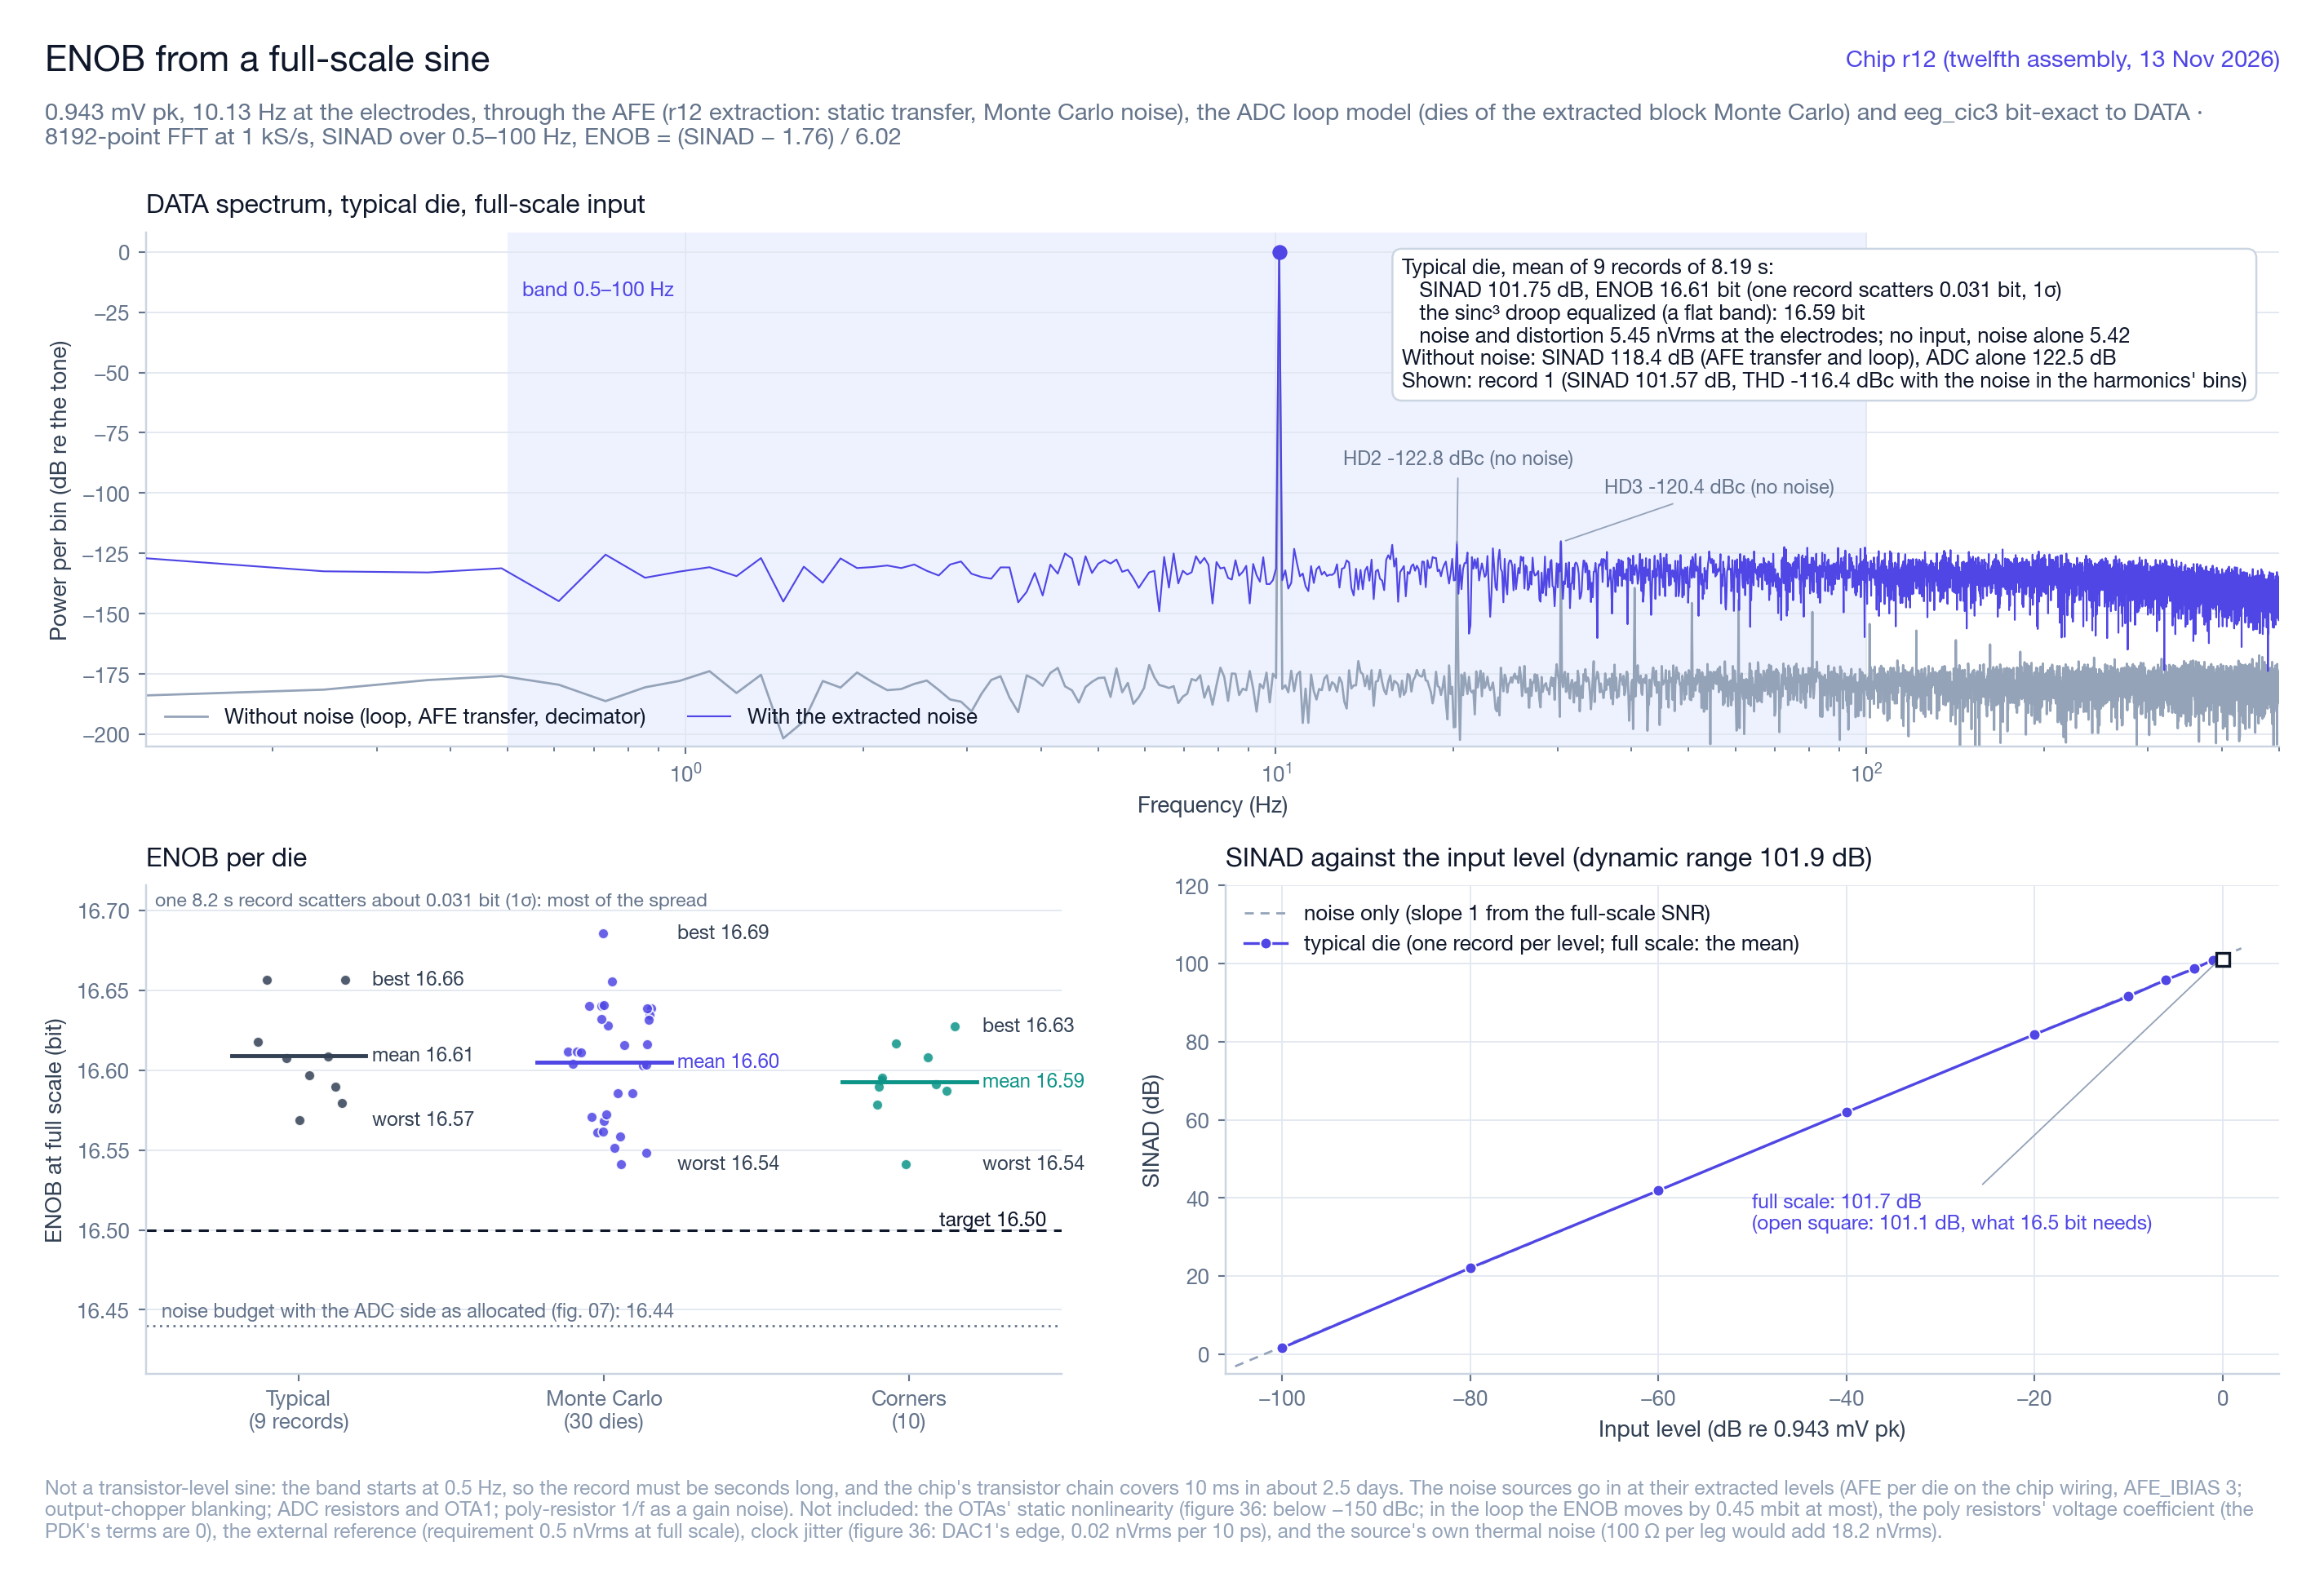 ENOB from a full-scale sine
Chip r12 (twelfth assembly, 13 Nov 2026)
0.943 mV pk, 10.13 Hz at the electrodes, through the AFE (r12 extraction: static transfer, Monte Carlo noise), the ADC loop model (dies of the extracted block Monte Carlo) and eeg_cic3 bit-exact to DATA ·
8192-point FFT at 1 kS/s, SINAD over 0.5–100 Hz, ENOB = (SINAD − 1.76) / 6.02
DATA spectrum, typical die, full-scale input
Power per bin (dB re the tone)
0
−25
−50
−75
−100
−125
−150
−175
−200
band 0.5–100 Hz
Typical die, mean of 9 records of 8.19 s:
SINAD 101.75 dB, ENOB 16.61 bit (one record scatters 0.031 bit, 1σ)
the sinc³ droop equalized (a flat band): 16.59 bit
noise and distortion 5.45 nVrms at the electrodes; no input, noise alone 5.42
Without noise: SINAD 118.4 dB (AFE transfer and loop), ADC alone 122.5 dB
Shown: record 1 (SINAD 101.57 dB, THD -116.4 dBc with the noise in the harmonics' bins)
HD2 -122.8 dBc (no noise)
HD3 -120.4 dBc (no noise)
Without noise (loop, AFE transfer, decimator)
With the extracted noise
10⁰
10¹
10²
Frequency (Hz)
ENOB per die
ENOB at full scale (bit)
16.70
16.65
16.60
16.55
16.50
16.45
one 8.2 s record scatters about 0.031 bit (1σ): most of the spread
best 16.66
mean 16.61
worst 16.57
best 16.69
mean 16.60
worst 16.54
best 16.63
mean 16.59
worst 16.54
target 16.50
noise budget with the ADC side as allocated (fig. 07): 16.44
Typical
(9 records)
Monte Carlo
(30 dies)
Corners
(10)
SINAD against the input level (dynamic range 101.9 dB)
SINAD (dB)
120
100
80
60
40
20
0
noise only (slope 1 from the full-scale SNR)
typical die (one record per level; full scale: the mean)
full scale: 101.7 dB
(open square: 101.1 dB, what 16.5 bit needs)
−100
−80
−60
−40
−20
0
Input level (dB re 0.943 mV pk)
Not a transistor-level sine: the band starts at 0.5 Hz, so the record must be seconds long, and the chip's transistor chain covers 10 ms in about 2.5 days. The noise sources go in at their extracted levels (AFE per die on the chip wiring, AFE_IBIAS 3;
output-chopper blanking; ADC resistors and OTA1; poly-resistor 1/f as a gain noise). Not included: the OTAs' static nonlinearity (figure 36: below −150 dBc; in the loop the ENOB moves by 0.45 mbit at most), the poly resistors' voltage coefficient (the
PDK's terms are 0), the external reference (requirement 0.5 nVrms at full scale), clock jitter (figure 36: DAC1's edge, 0.02 nVrms per 10 ps), and the source's own thermal noise (100 Ω per leg would add 18.2 nVrms).